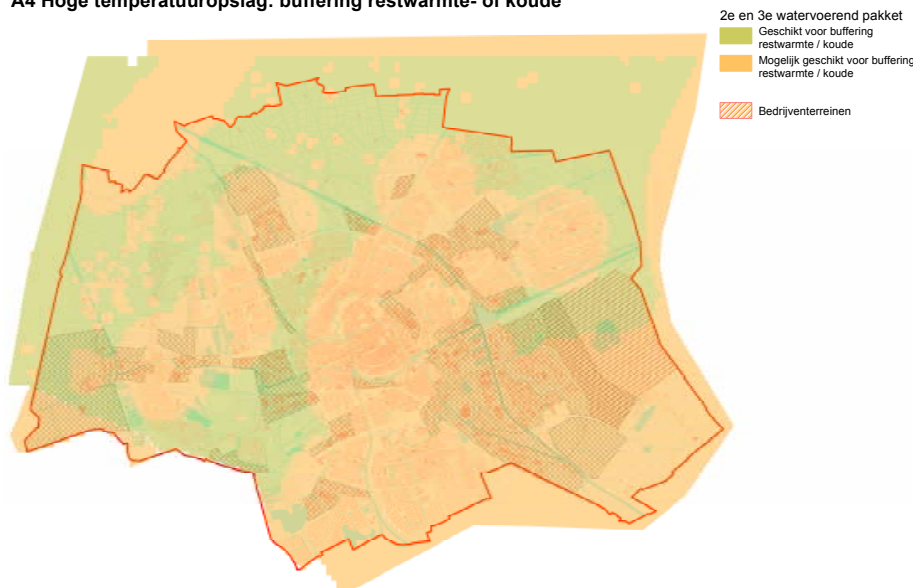 A4 Hoge temperatuuropslag: buffering restwarmte- of koude
2e en 3e watervoerend pakket
Geschikt voor buffering
restwarmte / koude
Mogelijk geschikt voor buffering
restwarmte / koude
Bedrijventerreinen